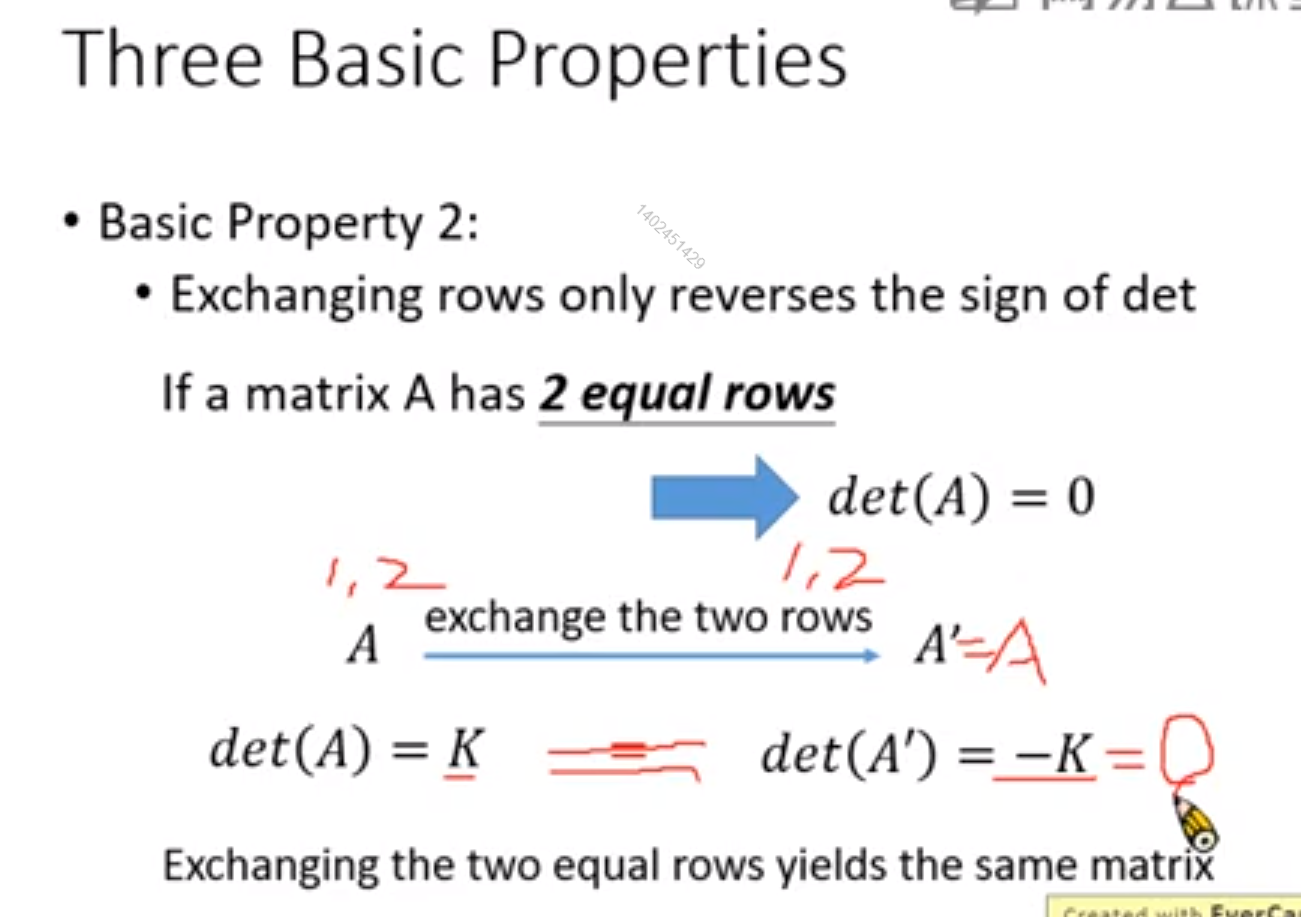 Three Basic Properties
• Basic Property 2:
1402451429
• Exchanging rows only reverses the sign of det
If a matrix A has 2 equal rows
det(A) = 0
1,2 1,2
A exchange the two rows A'=A
det(A) = K = det(A') = −K = 0
Exchanging the two equal rows yields the same matrix
Created with EverCa